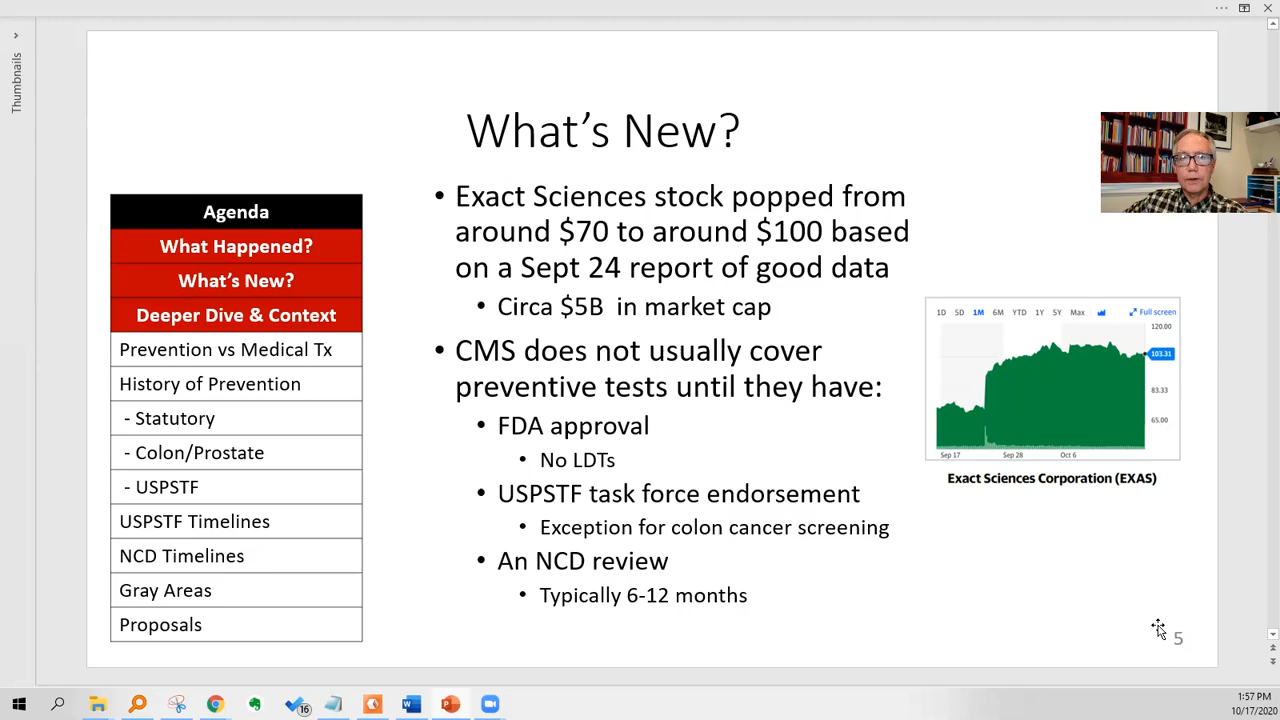 Thumbnails
What's New?
Agenda
What Happened?
What's New?
Deeper Dive & Context
Prevention vs Medical Tx
History of Prevention
- Statutory
- Colon/Prostate
- USPSTF
USPSTF Timelines
NCD Timelines
Gray Areas
Proposals
• Exact Sciences stock popped from
around $70 to around $100 based
on a Sept 24 report of good data
• Circa $5B in market cap
• CMS does not usually cover
preventive tests until they have:
• FDA approval
• No LDTs
• USPSTF task force endorsement
• Exception for colon cancer screening
• An NCD review
• Typically 6-12 months
1D 5D 1M 6M YTD 1Y 5Y Max Full screen
120.00
103.31
83.33
65.00
Sep 17 Sep 28 Oct 6
Exact Sciences Corporation (EXAS)
5
16
1:57 PM
10/17/2020